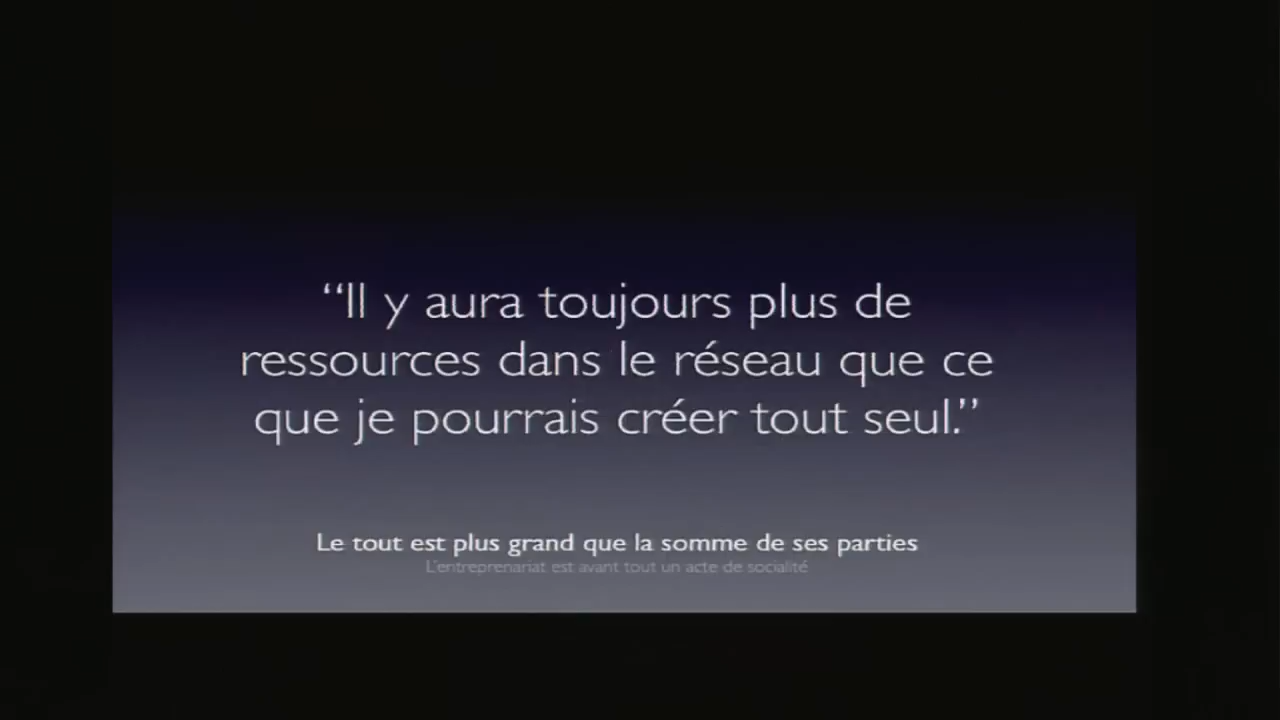 “Il y aura toujours plus de
ressources dans le réseau que ce
que je pourrais créer tout seul.”
Le tout est plus grand que la somme de ses parties
L'entreprenariat est avant tout un acte de socialité